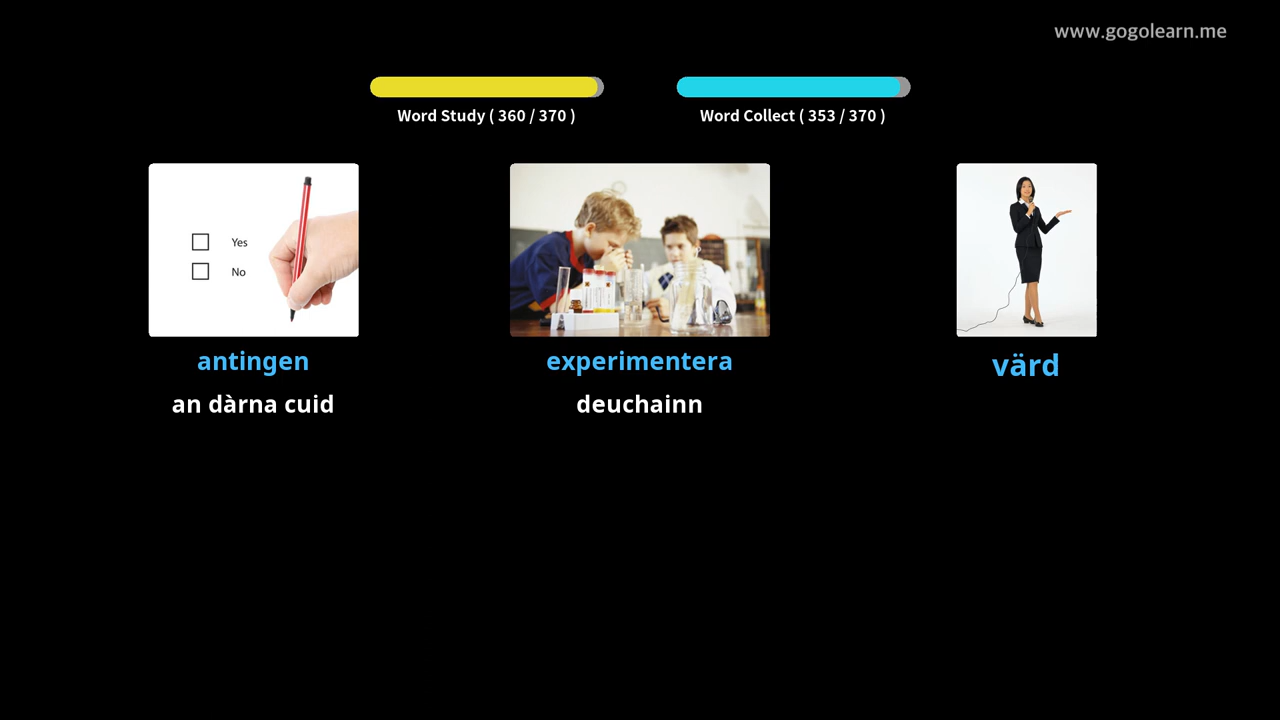 www.gogolearn.me
Word Study ( 360 / 370 )
Word Collect ( 353 / 370 )
Yes
No
antingen
experimentera
värd
an dàrna cuid
deuchainn